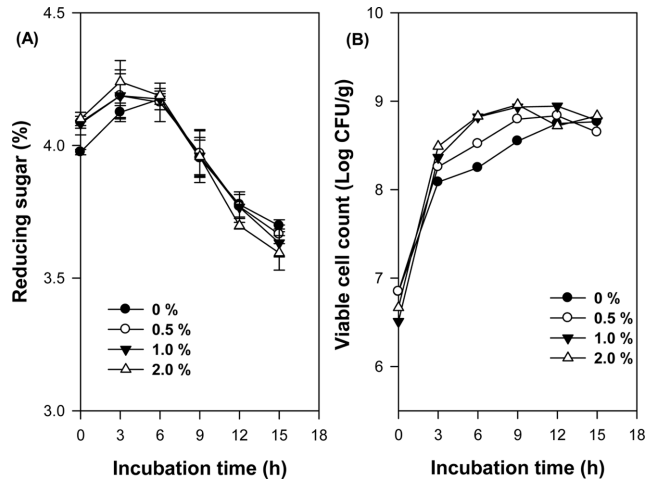 (A)
Reducing sugar (%)
4.5
4.0
3.5
3.0
0 %
0.5 %
1.0 %
2.0 %
0 3 6 9 12 15 18
Incubation time (h)
(B)
Viable cell count (Log CFU/g)
10
9
8
7
6
0 %
0.5 %
1.0 %
2.0 %
0 3 6 9 12 15 18
Incubation time (h)